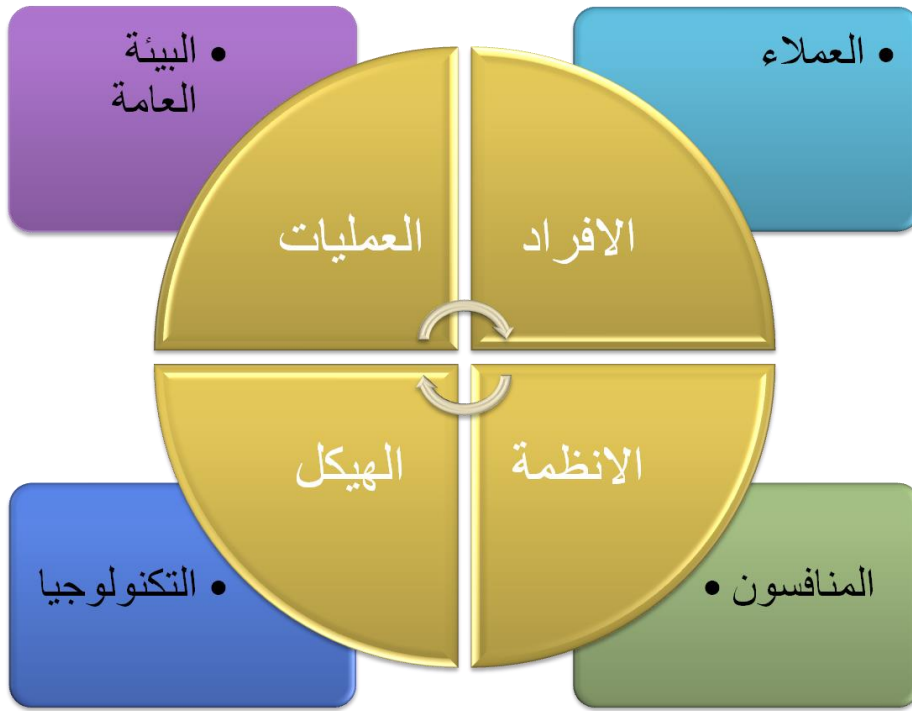 • العملاء
• البيئة
العامة
الافراد
العمليات
الانظمة
الهيكل
المنافسون •
• التكنولوجيا